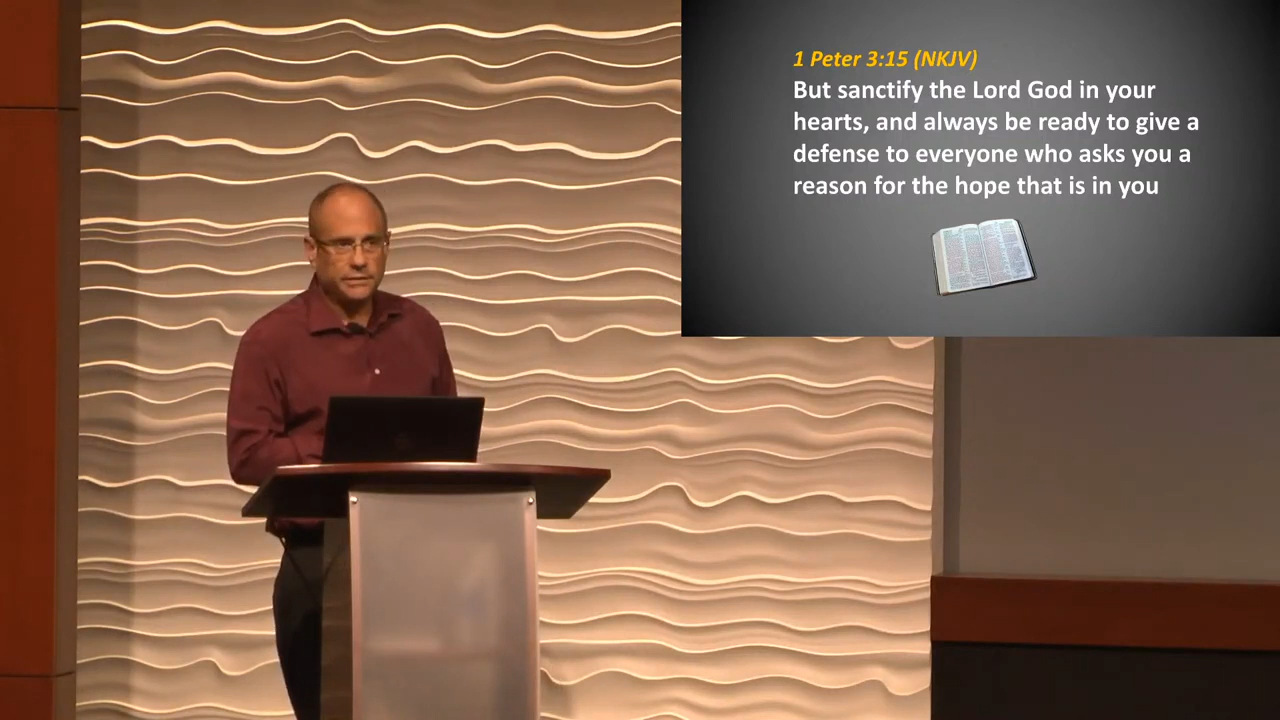 1 Peter 3:15 (NKJV)
But sanctify the Lord God in your
hearts, and always be ready to give a
defense to everyone who asks you a
reason for the hope that is in you